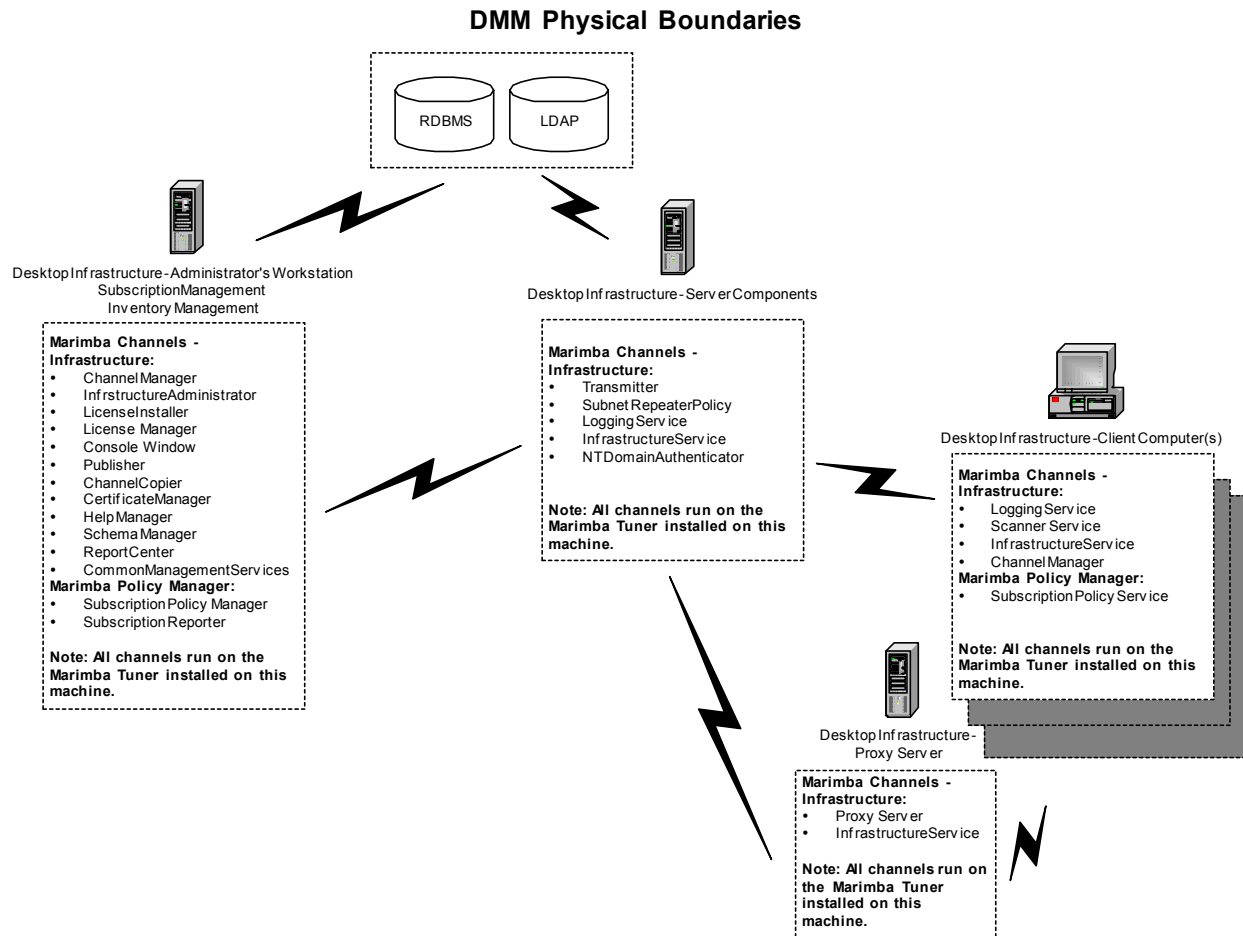 DMM Physical Boundaries
RDBMS
LDAP
Desktop Infrastructure - Administrator's Workstation
Subscription Management
Inventory Management
Marimba Channels -
Infrastructure:
• Channel Manager
• InfrstructureAdministrator
• License Installer
• License Manager
• Console Window
• Publisher
• Channel Copier
• Certificate Manager
• Help Manager
• Schema Manager
• Report Center
• Common Management Services
Marimba Policy Manager:
• Subscription Policy Manager
• Subscription Reporter
Note: All channels run on the
Marimba Tuner installed on this
machine.
Desktop Infrastructure - Server Components
Marimba Channels -
Infrastructure:
• Transmitter
• Subnet Repeater Policy
• Logging Service
• Infrastructure Service
• NT Domain Authenticator
Note: All channels run on the
Marimba Tuner installed on this
machine.
Desktop Infrastructure - Client Computer(s)
Marimba Channels -
Infrastructure:
• Logging Service
• Scanner Service
• Infrastructure Service
• Channel Manager
Marimba Policy Manager:
• Subscription Policy Service
Note: All channels run on the
Marimba Tuner installed on this
machine.
Desktop Infrastructure -
Proxy Server
Marimba Channels -
Infrastructure:
• Proxy Server
• Infrastructure Service
Note: All channels run on
the Marimba Tuner
installed on this
machine.